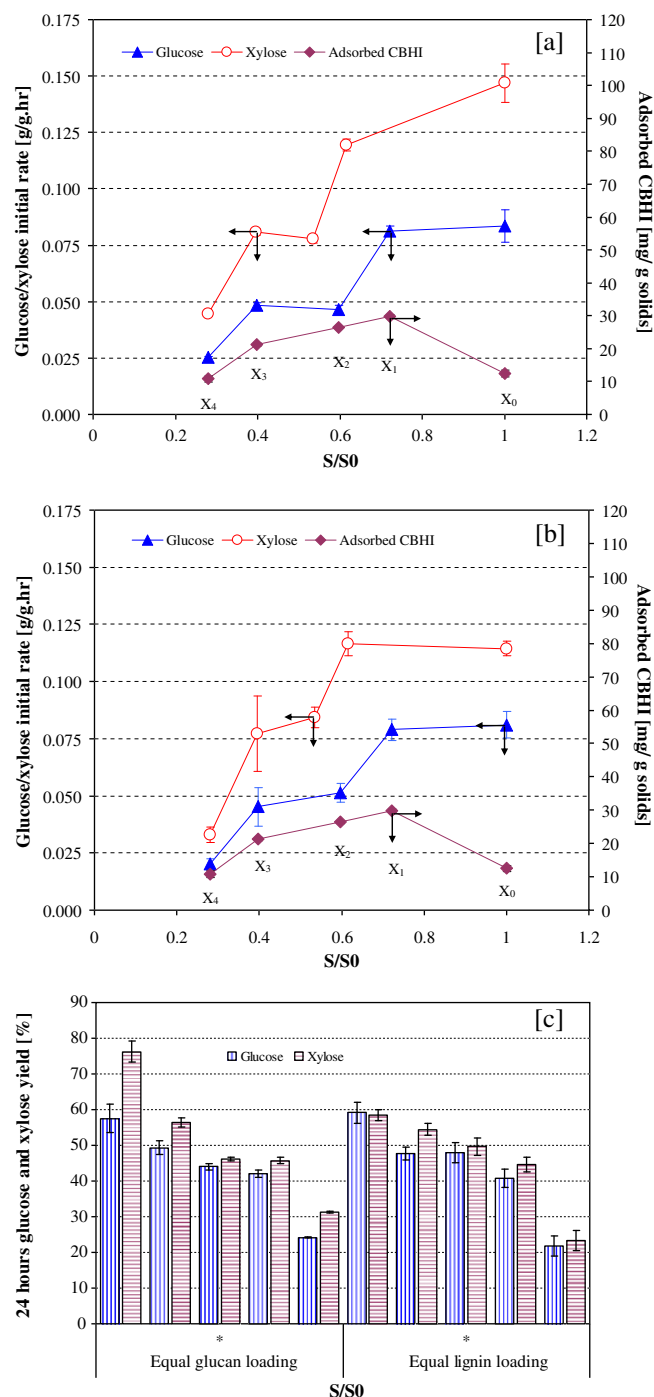 [a]
Glucose Xylose Adsorbed CBHI
Glucose/xylose initial rate [g/g.hr]
0.175
0.150
0.125
0.100
0.075
0.050
0.025
0.000
120
100
80
60
40
30
20
10
0
Adsorbed CBHI [mg/ g solids]
X4
X3
X2
X1
X0
0 0.2 0.4 0.6 0.8 1 1.2
S/S0
[b]
Glucose Xylose Adsorbed CBHI
Glucose/xylose initial rate [g/g.hr]
0.175
0.150
0.125
0.100
0.075
0.050
0.025
0.000
120
110
90
80
60
50
30
20
10
0
Adsorbed CBHI [mg/ g solids]
X4
X3
X2
X1
X0
0 0.2 0.4 0.6 0.8 1 1.2
S/S0
[c]
Glucose Xylose
24 hours glucose and xylose yield [%]
90
80
70
60
50
40
30
20
10
0
* *
Equal glucan loading Equal lignin loading
S/S0